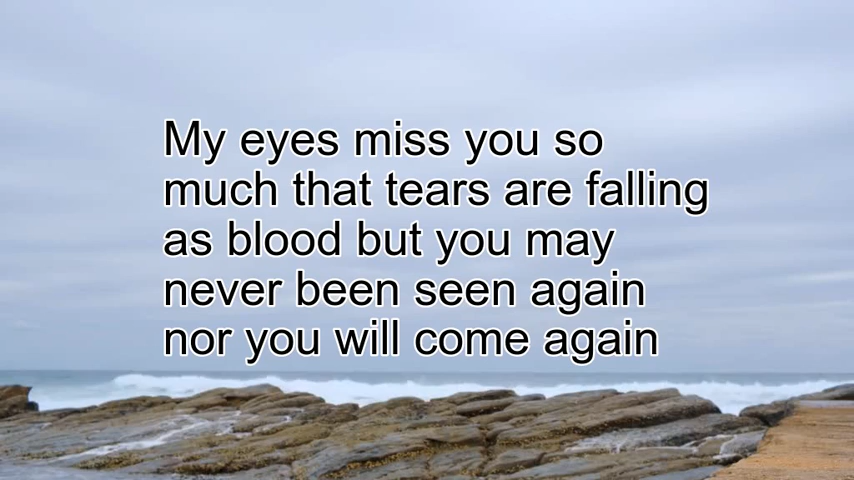 My eyes miss you so
much that tears are falling
as blood but you may
never been seen again
nor you will come again